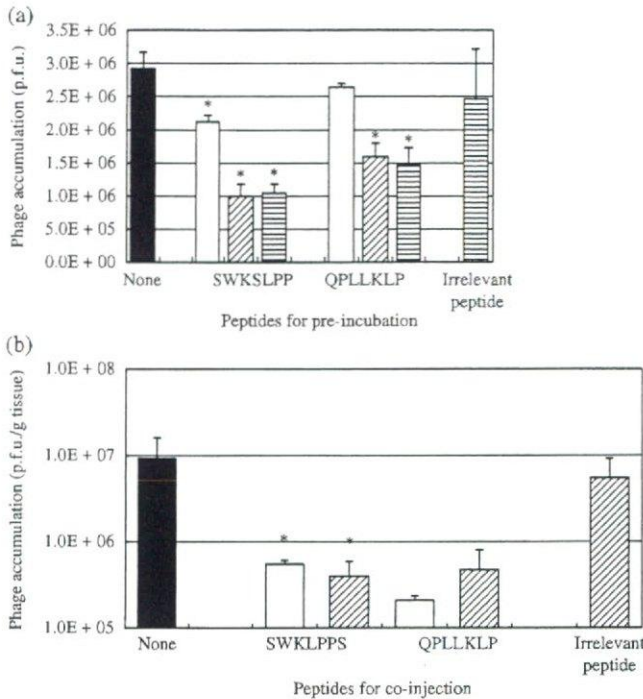 (a)
Phage accumulation (p.f.u.)
3.5E + 06
3.0E + 06
2.5E + 06
2.0E + 06
1.5E + 06
1.0E + 06
5.0E + 05
0.0E + 00
*
* *
* *
None SWKSLPP QPLLKLP Irrelevant
peptide
Peptides for pre-incubation
(b)
Phage accumulation (p.f.u./g tissue)
1.0E + 08
1.0E + 07
1.0E + 06
1.0E + 05
* *
None SWKLPPS QPLLKLP Irrelevant
peptide
Peptides for co-injection